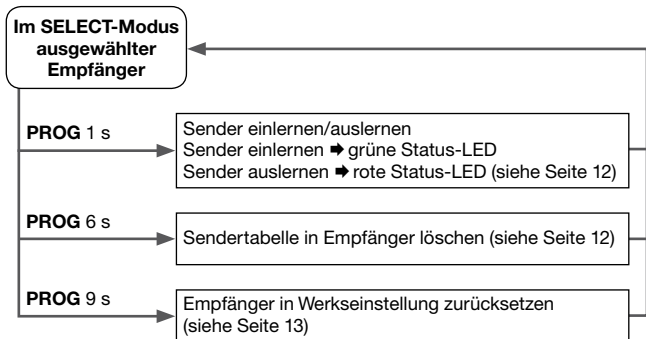 Im SELECT-Modus
ausgewählter
Empfänger
PROG 1 s
Sender einlernen/auslernen
Sender einlernen ➡ grüne Status-LED
Sender auslernen ➡ rote Status-LED (siehe Seite 12)
PROG 6 s
Sendertabelle in Empfänger löschen (siehe Seite 12)
PROG 9 s
Empfänger in Werkseinstellung zurücksetzen
(siehe Seite 13)